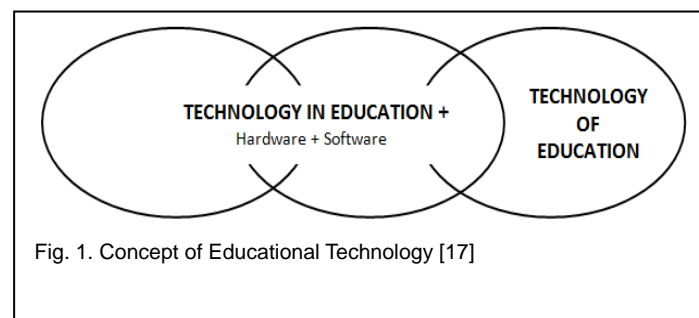 TECHNOLOGY IN EDUCATION +
Hardware + Software
TECHNOLOGY
OF
EDUCATION
Fig. 1. Concept of Educational Technology [17]